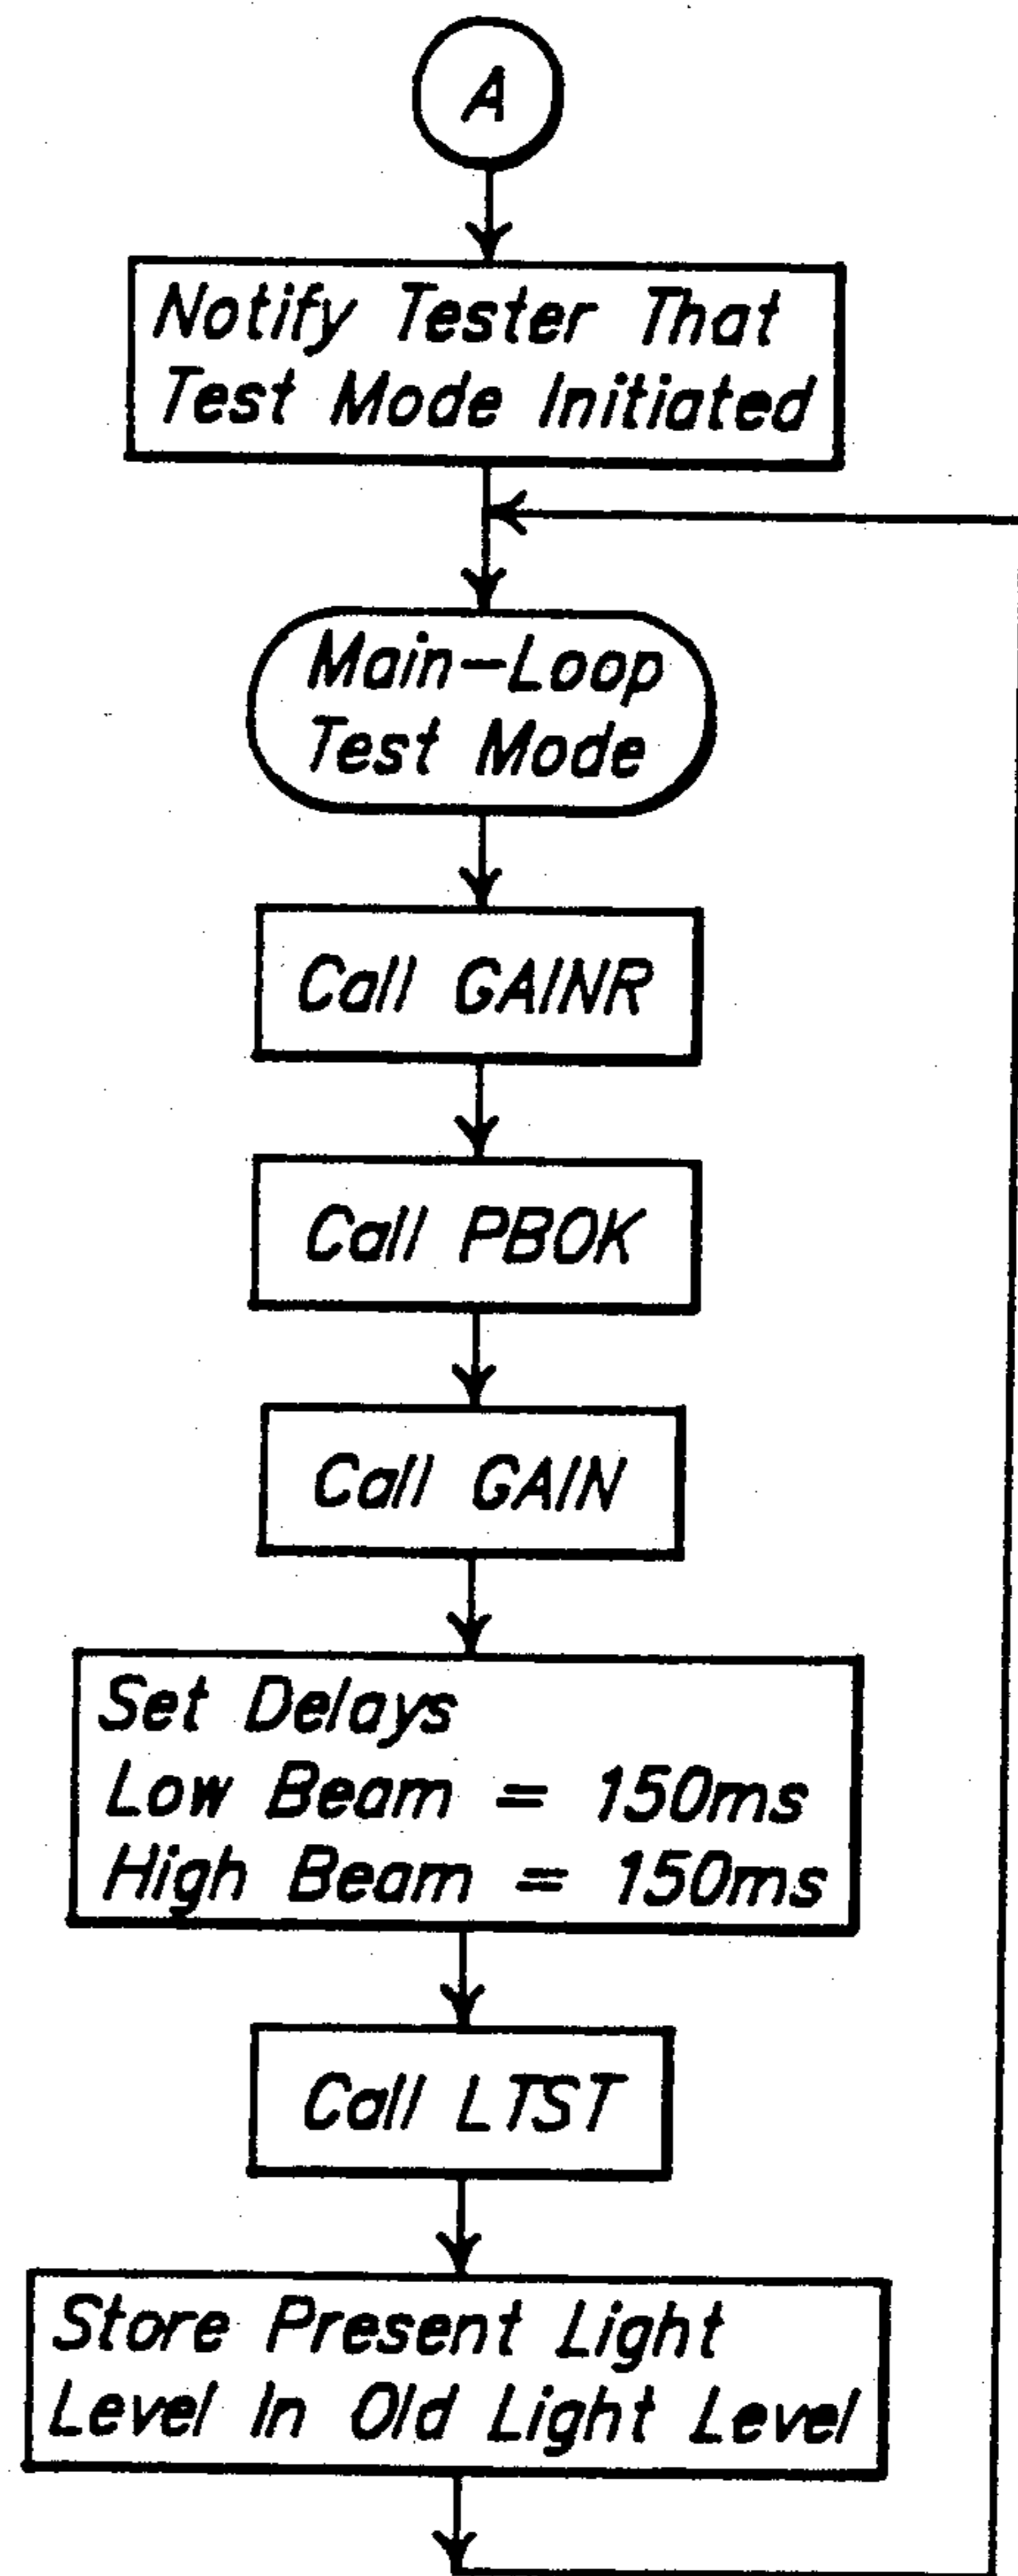 A
Notify Tester That
Test Mode Initiated
Main-Loop
Test Mode
Call GAINR
Call PBOK
Call GAIN
Set Delays
Low Beam = 150ms
High Beam = 150ms
Call LTST
Store Present Light
Level In Old Light Level